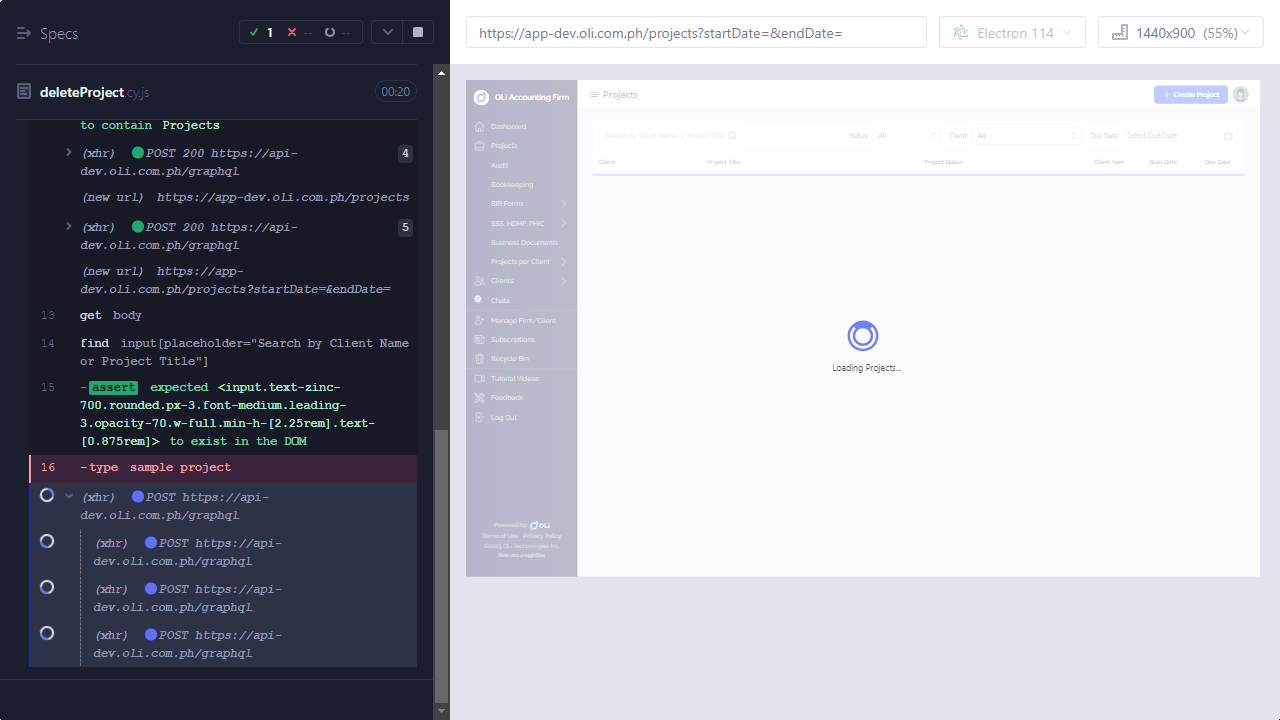 Specs
1
--
--
https://app-dev.oli.com.ph/projects?startDate=&endDate=
Electron 114
1440x900 (55%)
deleteProject.cy.js
00:20
to contain Projects
(xhr) POST 200 https://api-
dev.oli.com.ph/graphql
4
(new url) https://app-dev.oli.com.ph/projects
(xhr) POST 200 https://api-
dev.oli.com.ph/graphql
5
(new url) https://app-
dev.oli.com.ph/projects?startDate=&endDate=
13 get body
14 find input[placeholder="Search by Client Name
or Project Title"]
15 -assert expected <input.text-zinc-
700.rounded.px-3.font-medium.leading-
3.opacity-70.w-full.min-h-[2.25rem].text-
[0.875rem]> to exist in the DOM
16 -type sample project
(xhr) POST https://api-
dev.oli.com.ph/graphql
(xhr) POST https://api-
dev.oli.com.ph/graphql
(xhr) POST https://api-
dev.oli.com.ph/graphql
(xhr) POST https://api-
dev.oli.com.ph/graphql
OLi Accounting Firm
Dashboard
Projects
Audit
Bookkeeping
BIR Forms
SSS, HDMF, PHIC
Business Documents
Projects per Client
Clients
Chats
Manage Firm/Client
Subscriptions
Recycle Bin
Tutorial Videos
Feedback
Log Out
Powered by: OLi
Terms of Use Privacy Policy
©2023 OLi Technologies Inc.
Projects
+ Create Project
Search by Client Name or Project Title
Status: All
Client: All
Due Date: Select Due Date
Client
Project Title
Project Status
Client Task
Start Date
Due Date
Loading Projects...